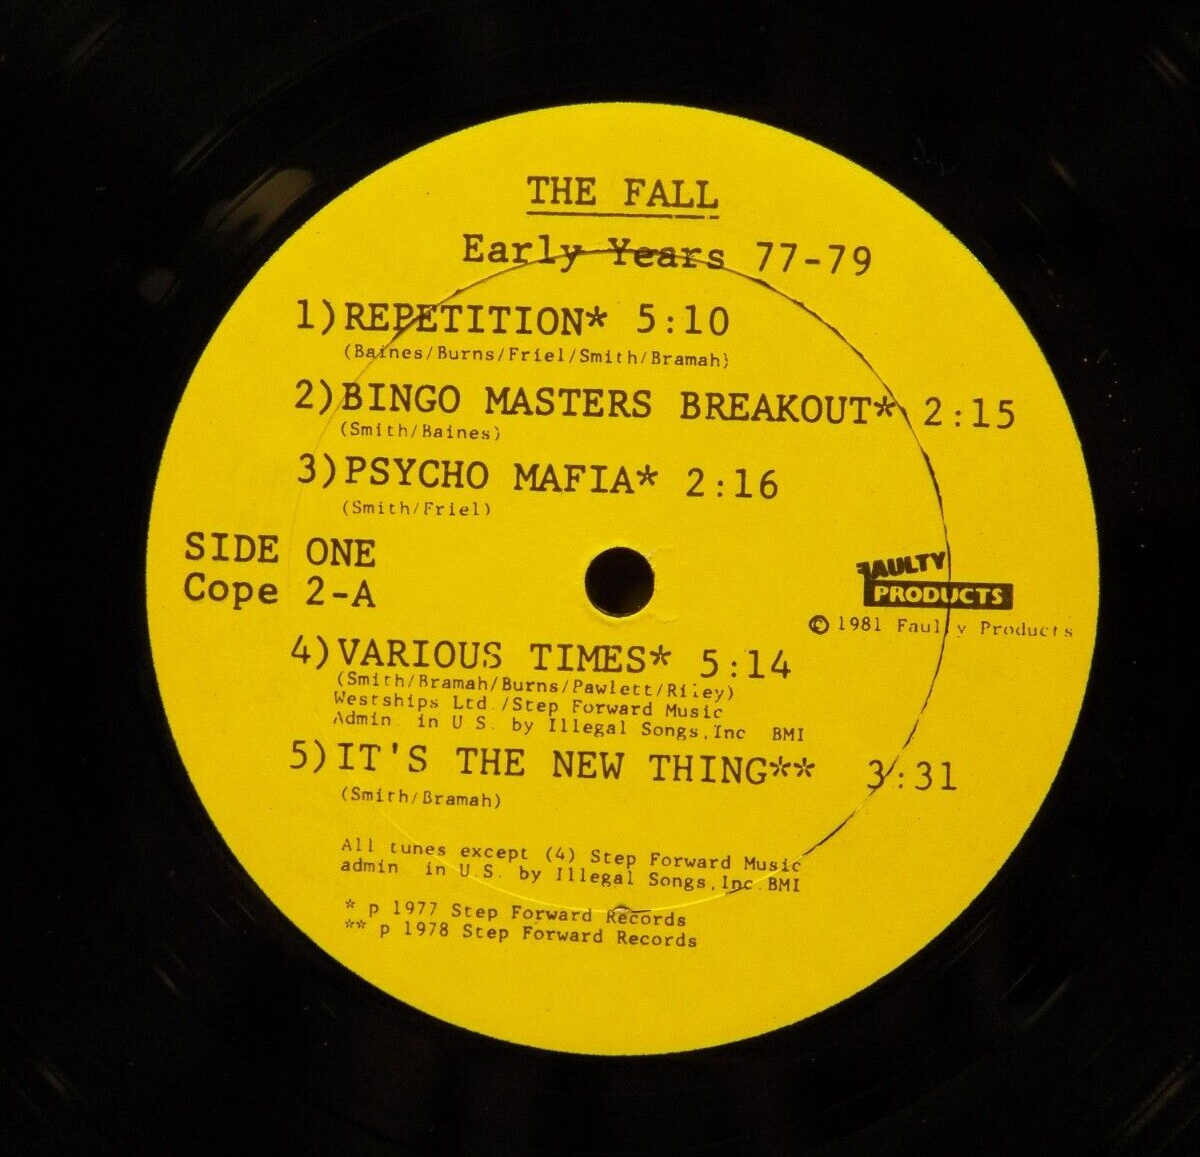 THE FALL
Early Years 77-79
1) REPETITION* 5:10
(Baines/Burns/Friel/Smith/Bramah)
2) BINGO MASTERS BREAKOUT* 2:15
(Smith/Baines)
3) PSYCHO MAFIA* 2:16
(Smith/Friel)
SIDE ONE
Cope 2-A
FAULTY
PRODUCTS
© 1981 Faulty Products
4) VARIOUS TIMES* 5:14
(Smith/Bramah/Burns/Pawlett/Riley)
Westships Ltd./Step Forward Music
Admin. in U.S. by Illegal Songs, Inc BMI
5) IT'S THE NEW THING** 3:31
(Smith/Bramah)
All tunes except (4) Step Forward Music
admin. in U.S. by Illegal Songs, Inc. BMI
* p 1977 Step Forward Records
** p 1978 Step Forward Records